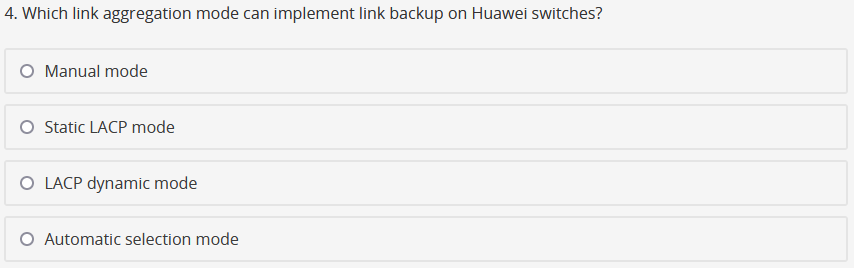 4. Which link aggregation mode can implement link backup on Huawei switches?
Manual mode
Static LACP mode
LACP dynamic mode
Automatic selection mode